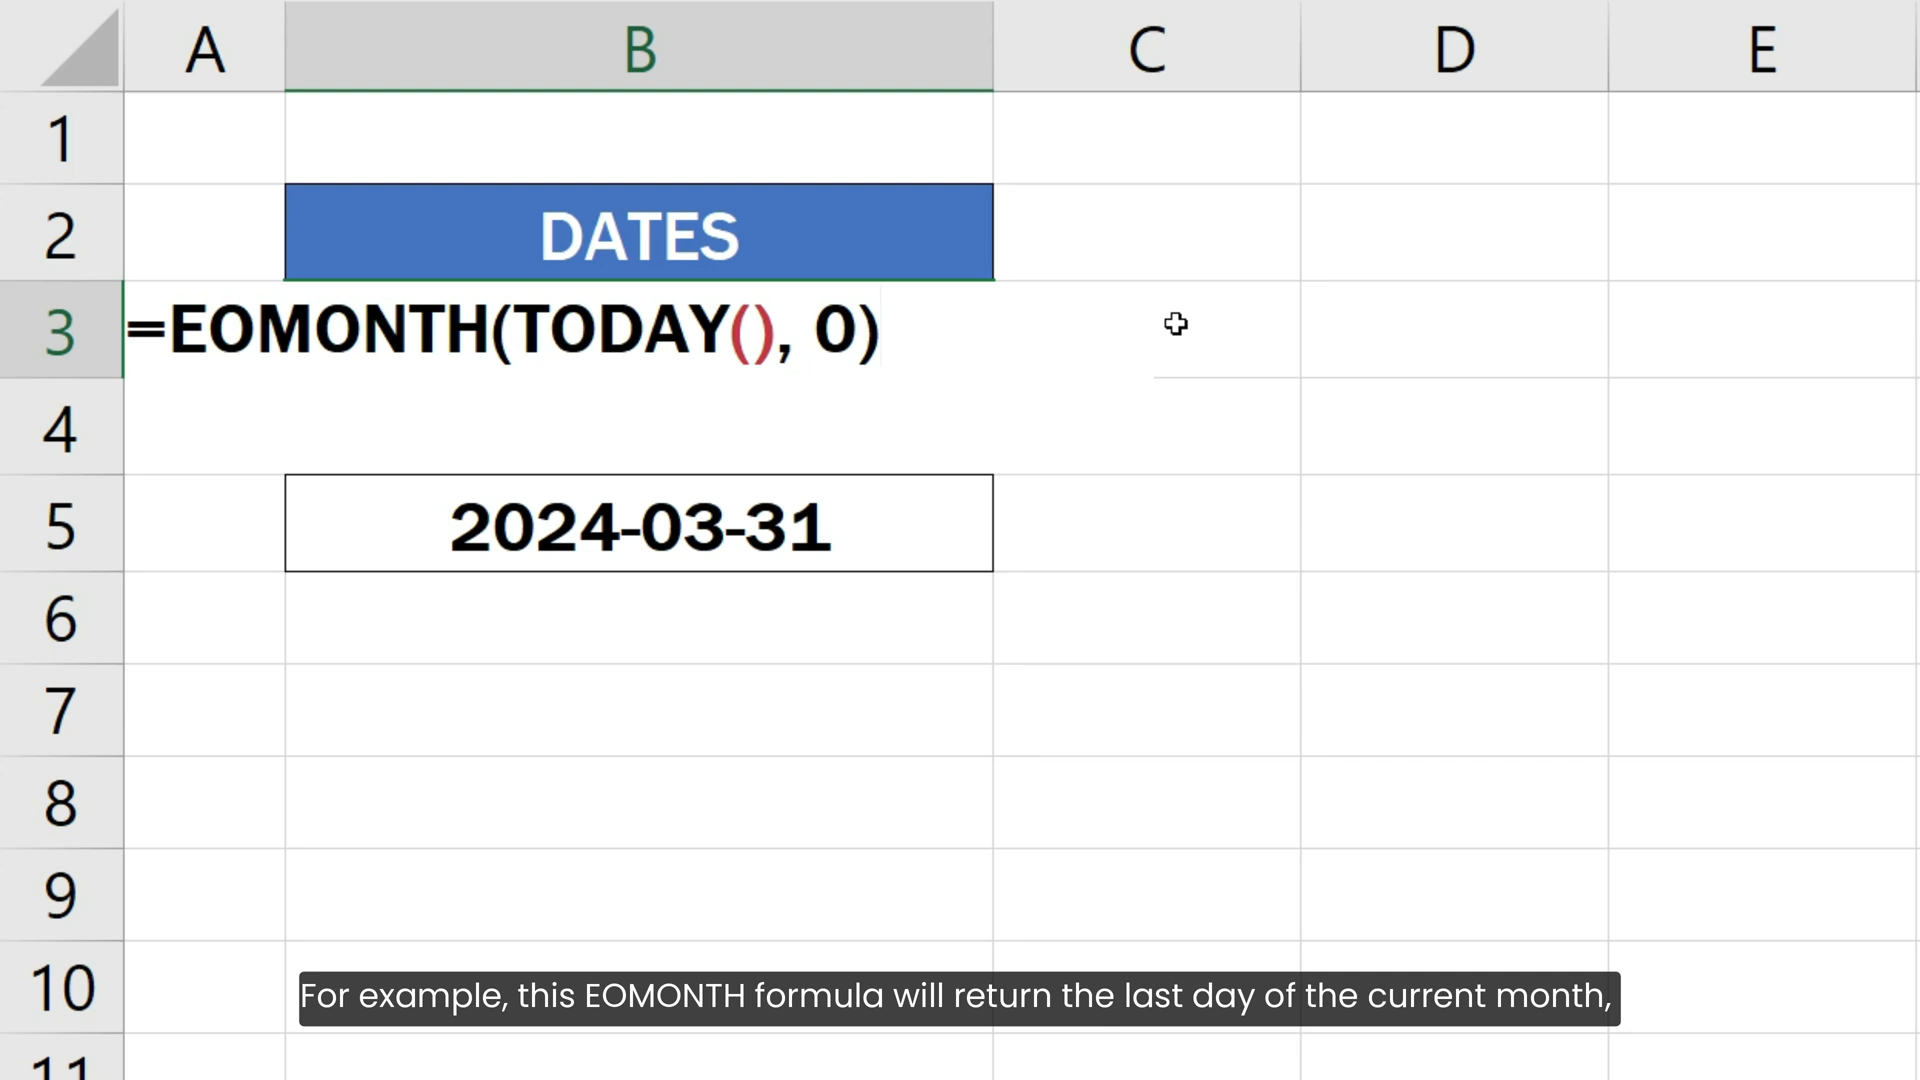 A B C D E
1
2 DATES
3 =EOMONTH(TODAY(), 0)
4
5 2024-03-31
6
7
8
9
10
For example, this EOMONTH formula will return the last day of the current month,
11